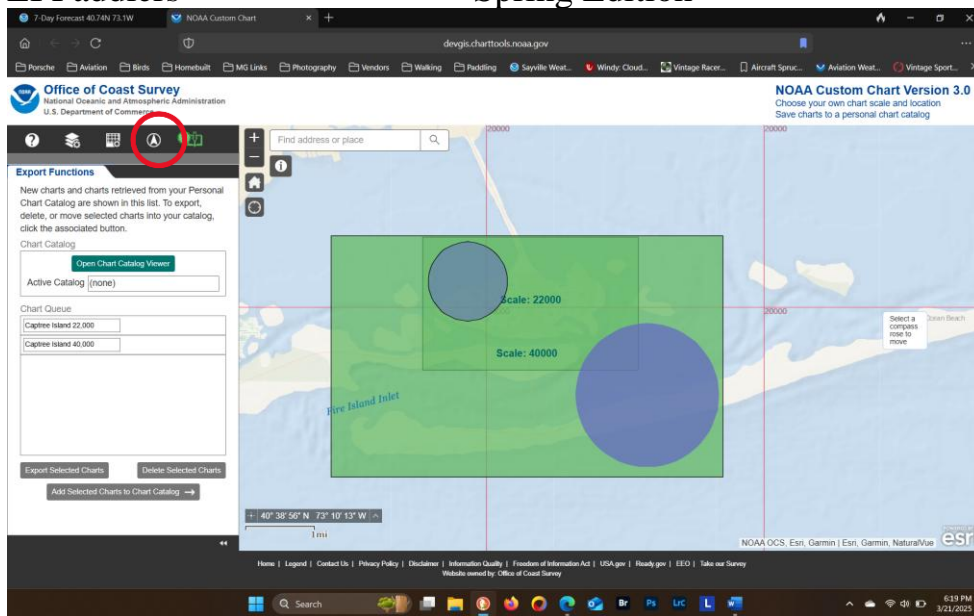 LI Paddlers Spring Edition
7-Day Forecast 40.74N 73.1W NOAA Custom Chart
devgis.charttools.noaa.gov
Porsche Aviation Birds Homebuilt MG Links Photography Vendors Walking Paddling Sayville Weat... Windy: Cloud... Vintage Racer... Aircraft Spruc... Aviation Weat... Vintage Sport...
Office of Coast Survey
National Oceanic and Atmospheric Administration
U.S. Department of Commerce
NOAA Custom Chart Version 3.0
Choose your own chart scale and location
Save charts to a personal chart catalog
Find address or place
20000 20000
Export Functions
New charts and charts retrieved from your Personal
Chart Catalog are shown in this list. To export,
delete, or move selected charts into your catalog,
click the associated button.
Chart Catalog
Open Chart Catalog Viewer
Active Catalog (none)
Chart Queue
Captree Island 22,000
Captree Island 40,000
Export Selected Charts Delete Selected Charts
Add Selected Charts to Chart Catalog →
Scale: 22000
20000
Scale: 40000
Select a
compass
rose to
move
Ocean Beach
Fire Island Inlet
40° 38' 56" N 73° 10' 13" W
1mi
NOAA OCS, Esri, Garmin | Esri, Garmin, NaturalVue
esri
Home | Legend | Contact Us | Privacy Policy | Disclaimer | Information Quality | Freedom of Information Act | USA.gov | Ready.gov | EEO | Take our Survey
Website owned by: Office of Coast Survey
Search
Br Ps LrC L
6:19 PM
3/21/2025